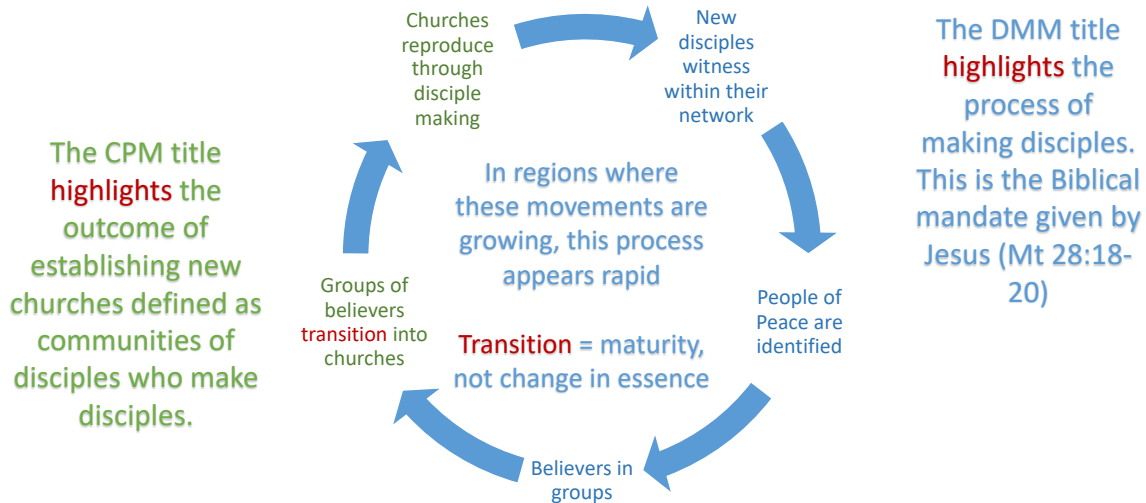 The CPM title
highlights the
outcome of
establishing new
churches defined as
communities of
disciples who make
disciples.
Churches
reproduce
through
disciple
making
New
disciples
witness
within their
network
People of
Peace are
identified
Believers in
groups
Groups of
believers
transition into
churches
In regions where
these movements are
growing, this process
appears rapid
Transition = maturity,
not change in essence
The DMM title
highlights the
process of
making disciples.
This is the Biblical
mandate given by
Jesus (Mt 28:18-
20)